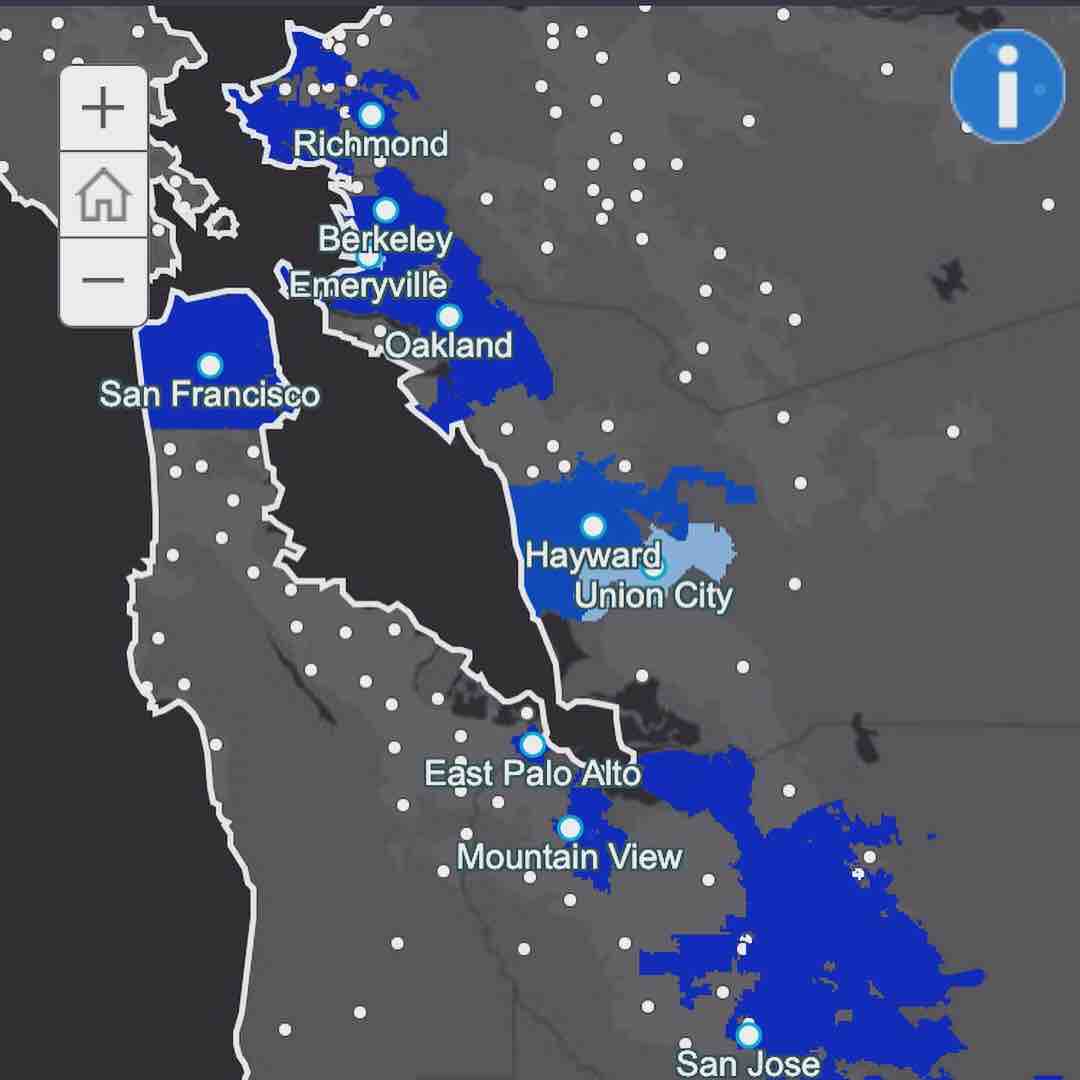 Richmond
Berkeley
Emeryville
Oakland
San Francisco
Hayward
Union City
East Palo Alto
Mountain View
San Jose